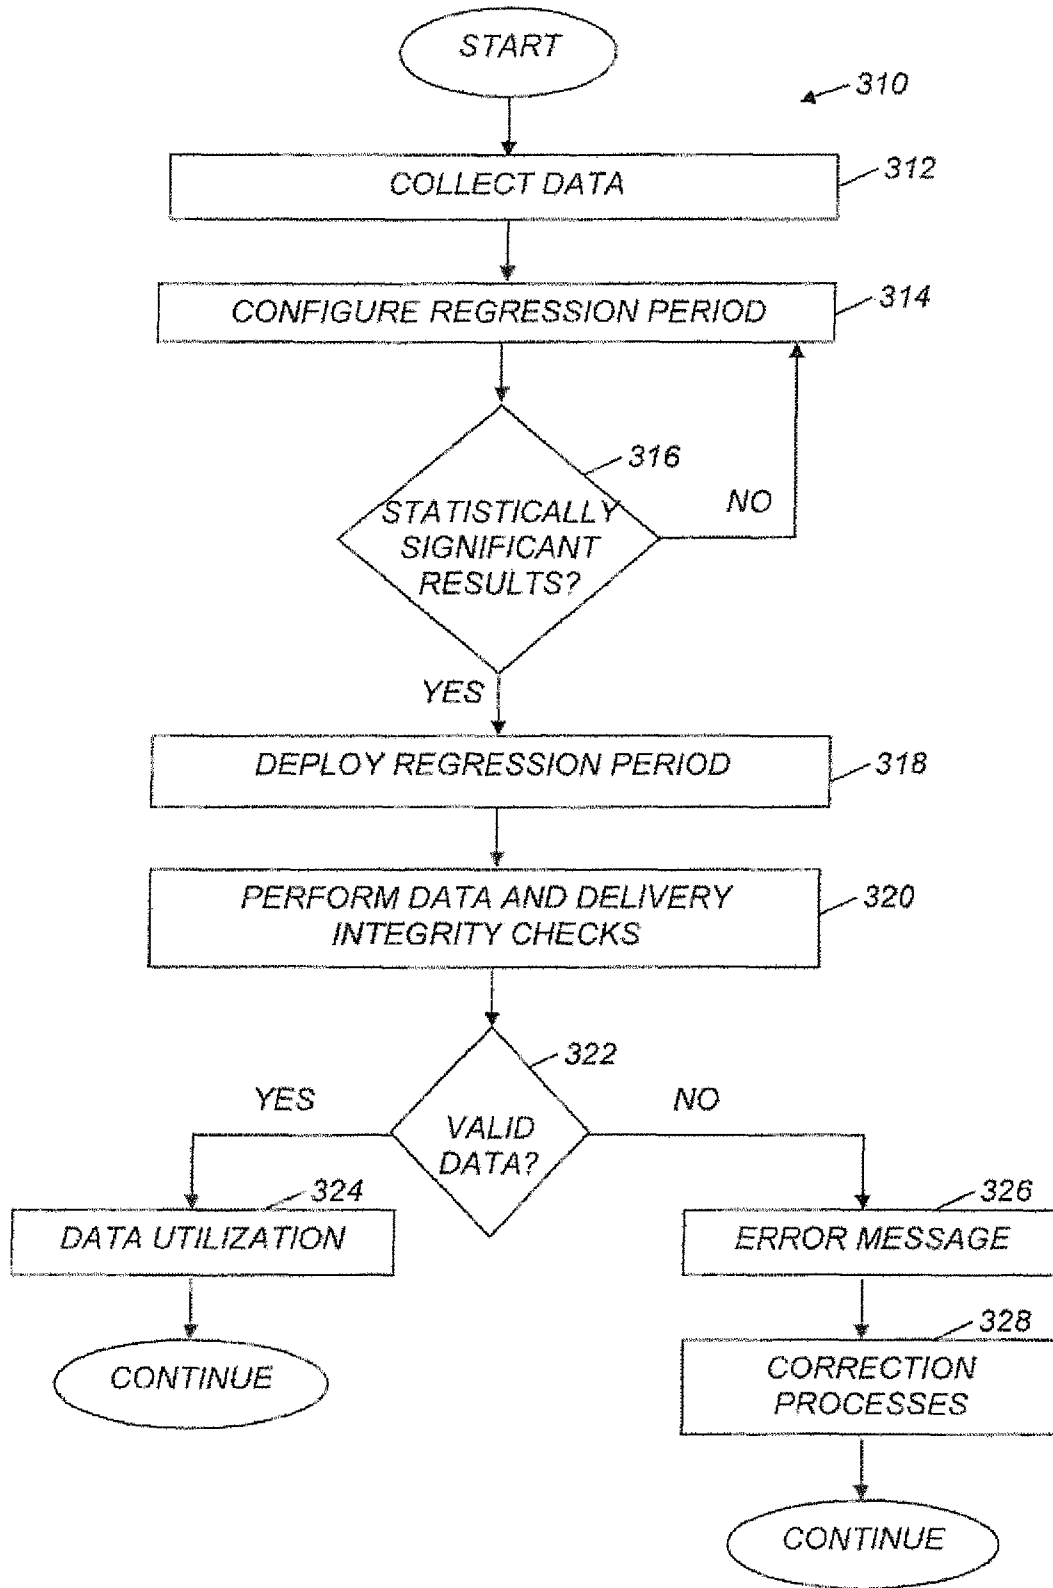 START
310
COLLECT DATA
312
CONFIGURE REGRESSION PERIOD
314
316
STATISTICALLY
SIGNIFICANT
RESULTS?
NO
YES
DEPLOY REGRESSION PERIOD
318
PERFORM DATA AND DELIVERY
INTEGRITY CHECKS
320
322
YES
NO
VALID
DATA?
324
DATA UTILIZATION
326
ERROR MESSAGE
328
CONTINUE
CORRECTION
PROCESSES
CONTINUE